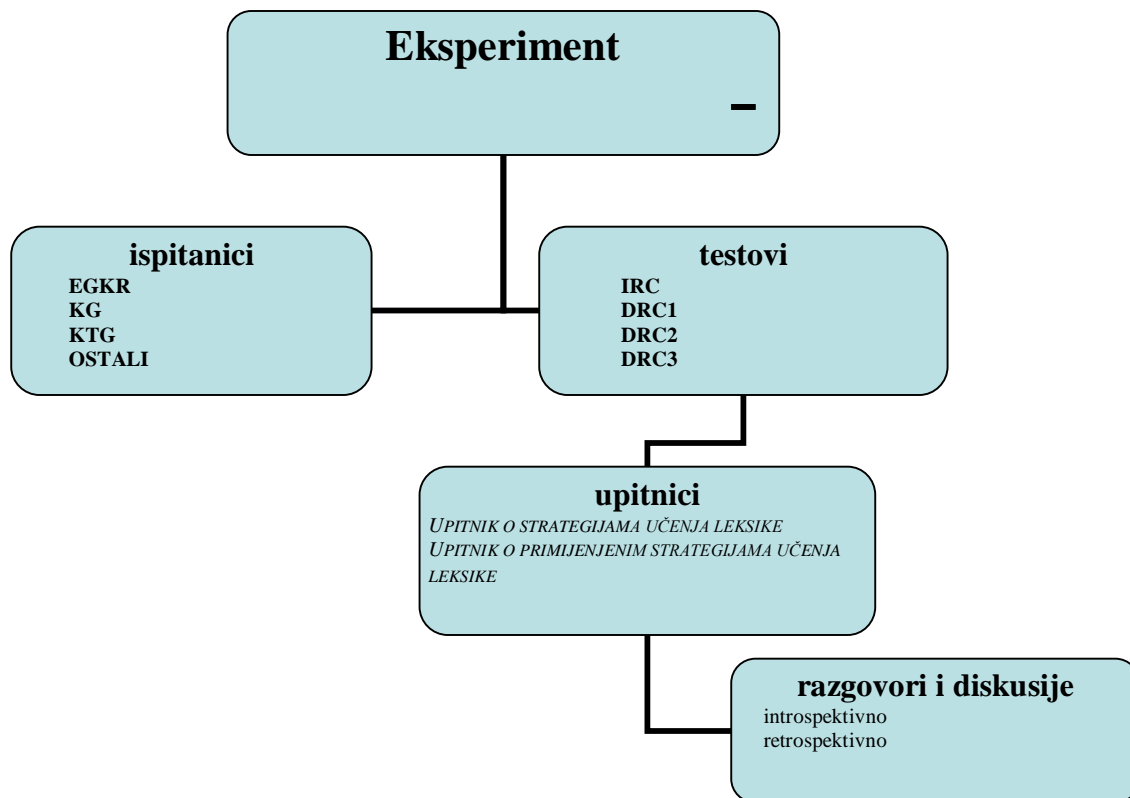 Eksperiment
–
ispitanici
EGKR
KG
KTG
OSTALI
testovi
IRC
DRC1
DRC2
DRC3
upitnici
UPITNIK O STRATEGIJAMA UČENJA LEKSIKE
UPITNIK O PRIMIJENJENIM STRATEGIJAMA UČENJA
LEKSIKE
razgovori i diskusije
introspektivno
retrospektivno